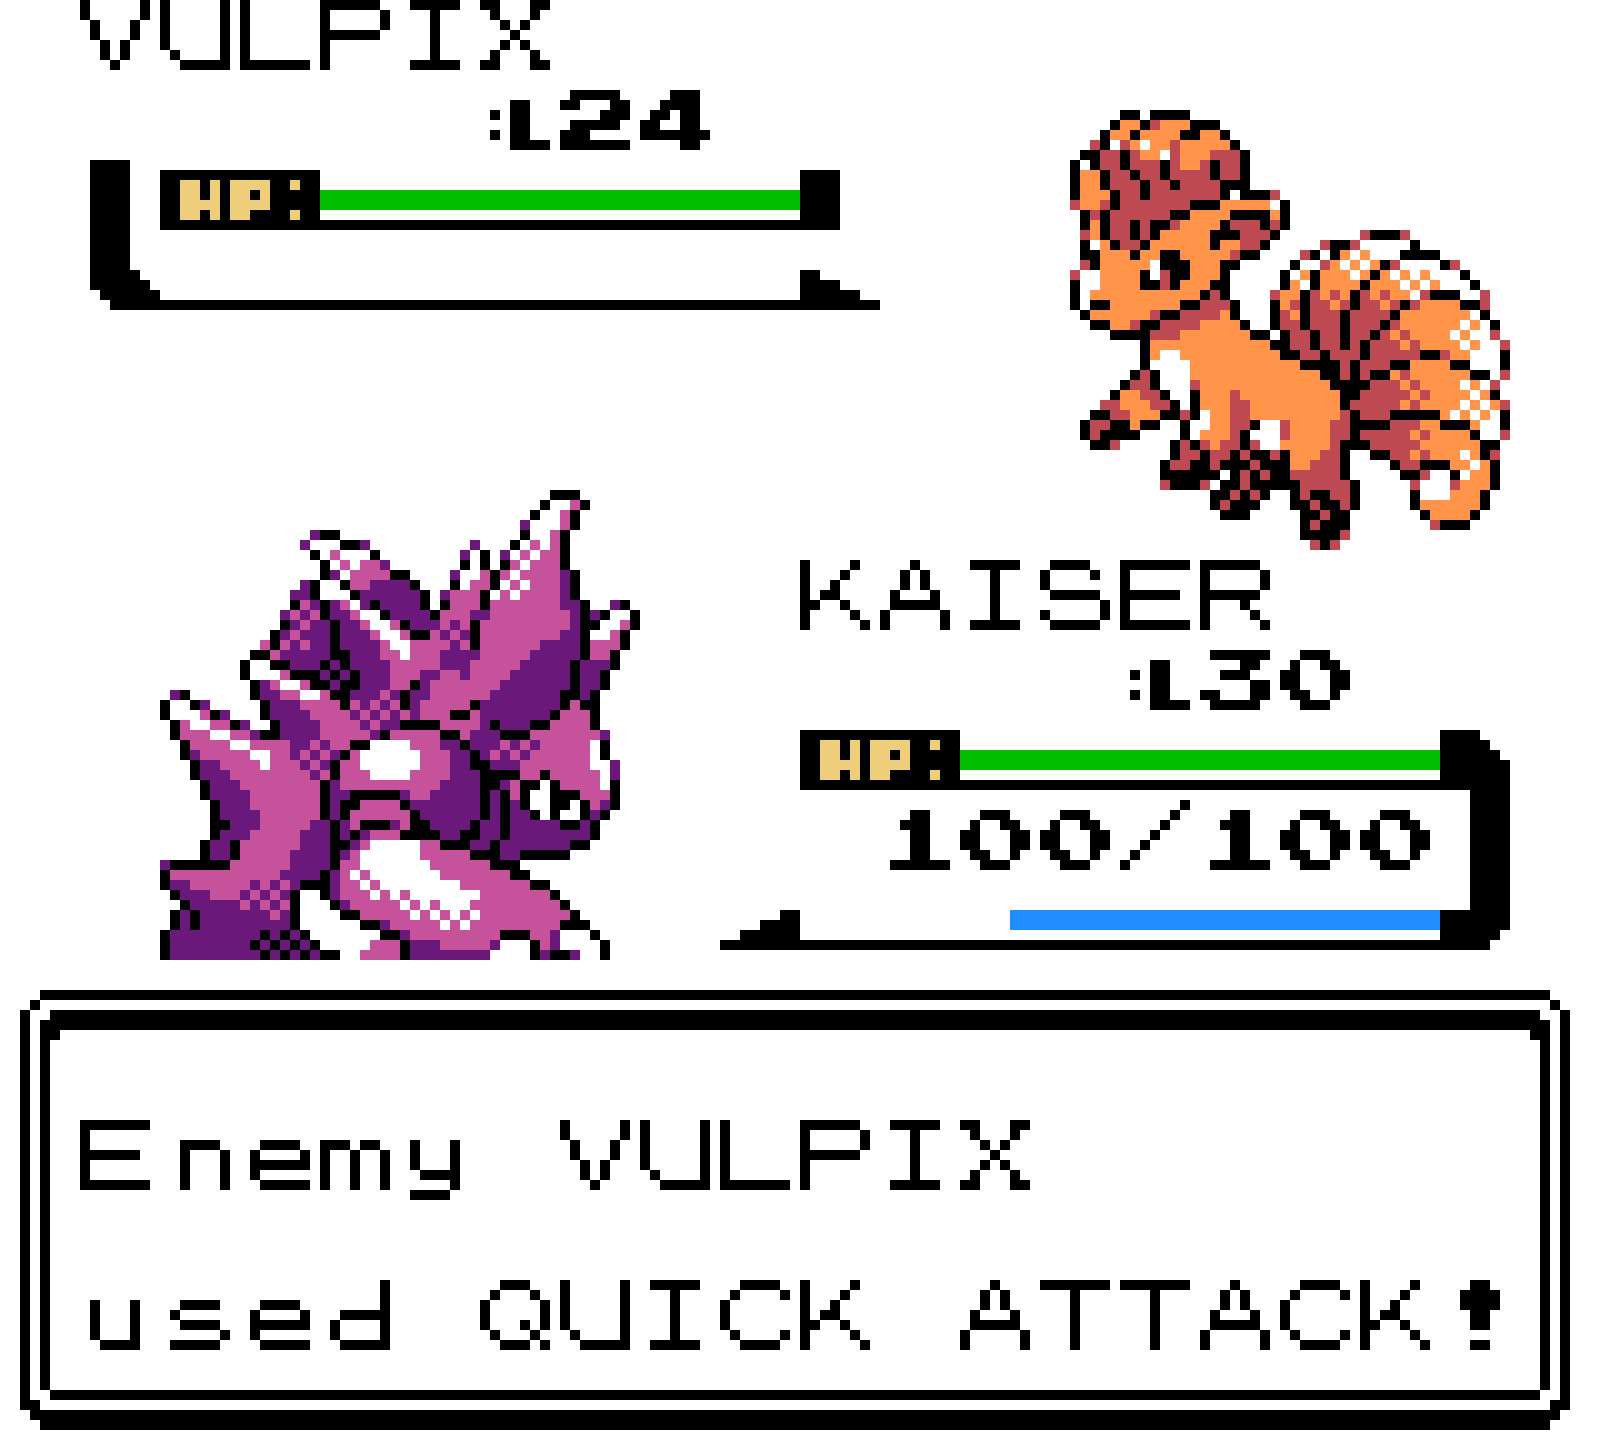 VULPIX
:L24
HP:
KAISER
:L30
HP:
100/100
Enemy VULPIX
used QUICK ATTACK!